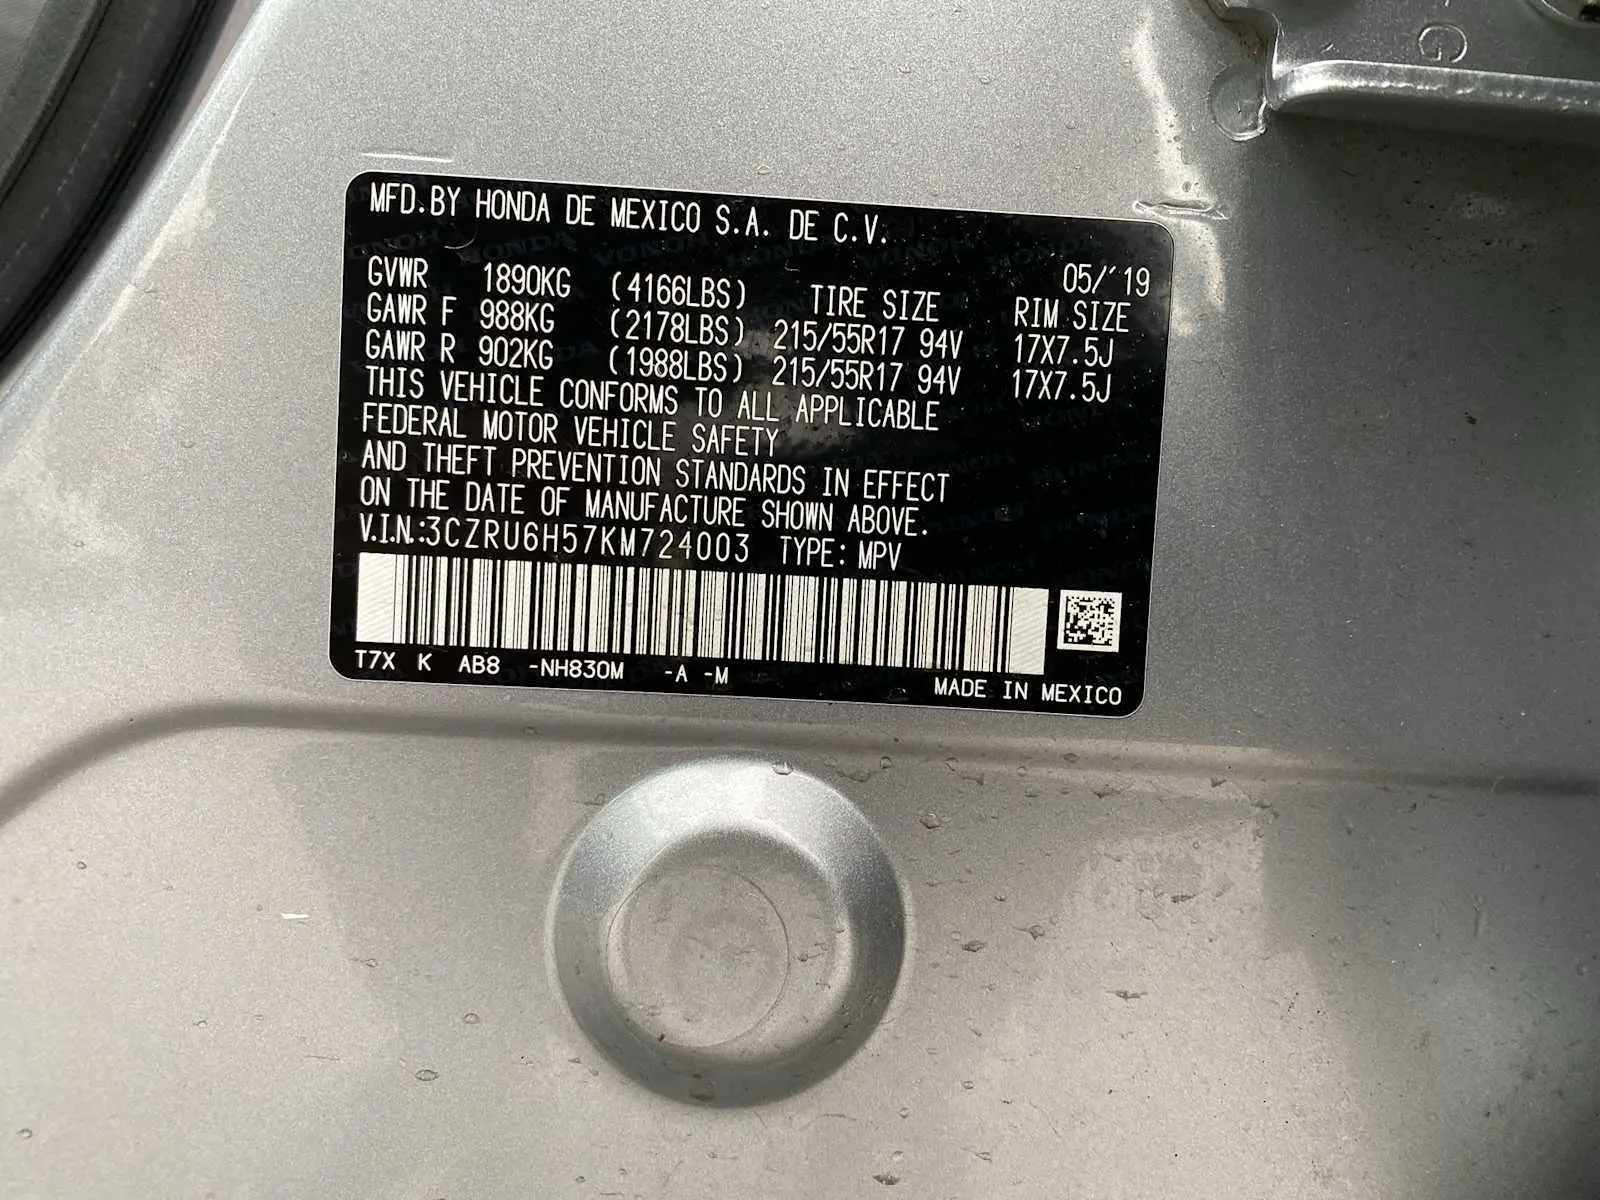 G
MFD.BY HONDA DE MEXICO S.A. DE C.V.
05/'19
GVWR 1890KG (4166LBS) TIRE SIZE RIM SIZE
GAWR F 988KG (2178LBS) 215/55R17 94V 17X7.5J
GAWR R 902KG (1988LBS) 215/55R17 94V 17X7.5J
THIS VEHICLE CONFORMS TO ALL APPLICABLE
FEDERAL MOTOR VEHICLE SAFETY
AND THEFT PREVENTION STANDARDS IN EFFECT
ON THE DATE OF MANUFACTURE SHOWN ABOVE.
V.I.N.:3CZRU6H57KM724003 TYPE: MPV
T7X K AB8 -NH830M -A -M
MADE IN MEXICO